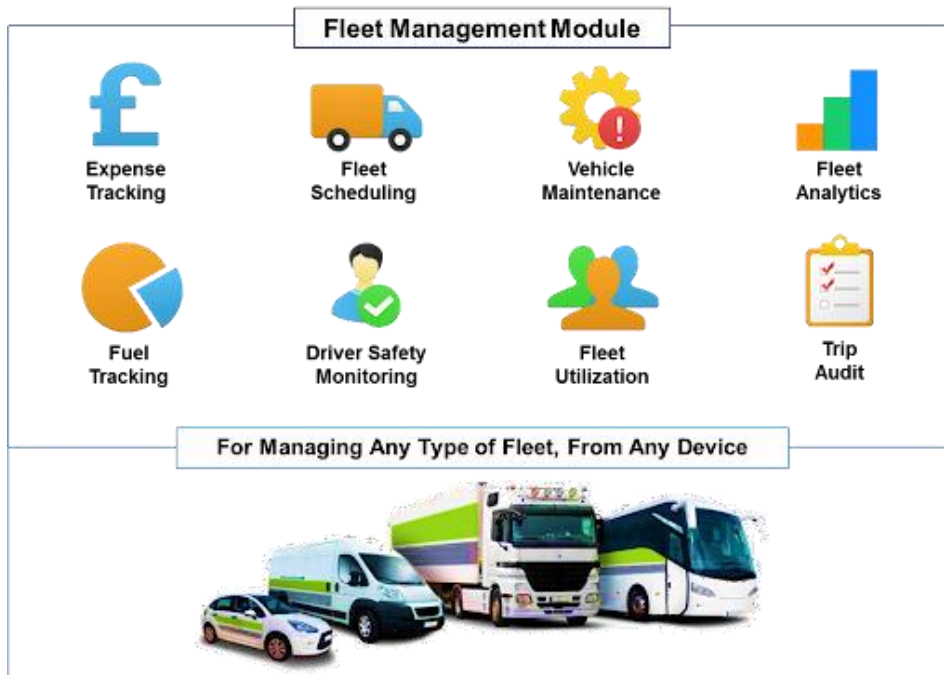 Fleet Management Module
Expense
Tracking
Fleet
Scheduling
Vehicle
Maintenance
Fleet
Analytics
Fuel
Tracking
Driver Safety
Monitoring
Fleet
Utilization
Trip
Audit
For Managing Any Type of Fleet, From Any Device